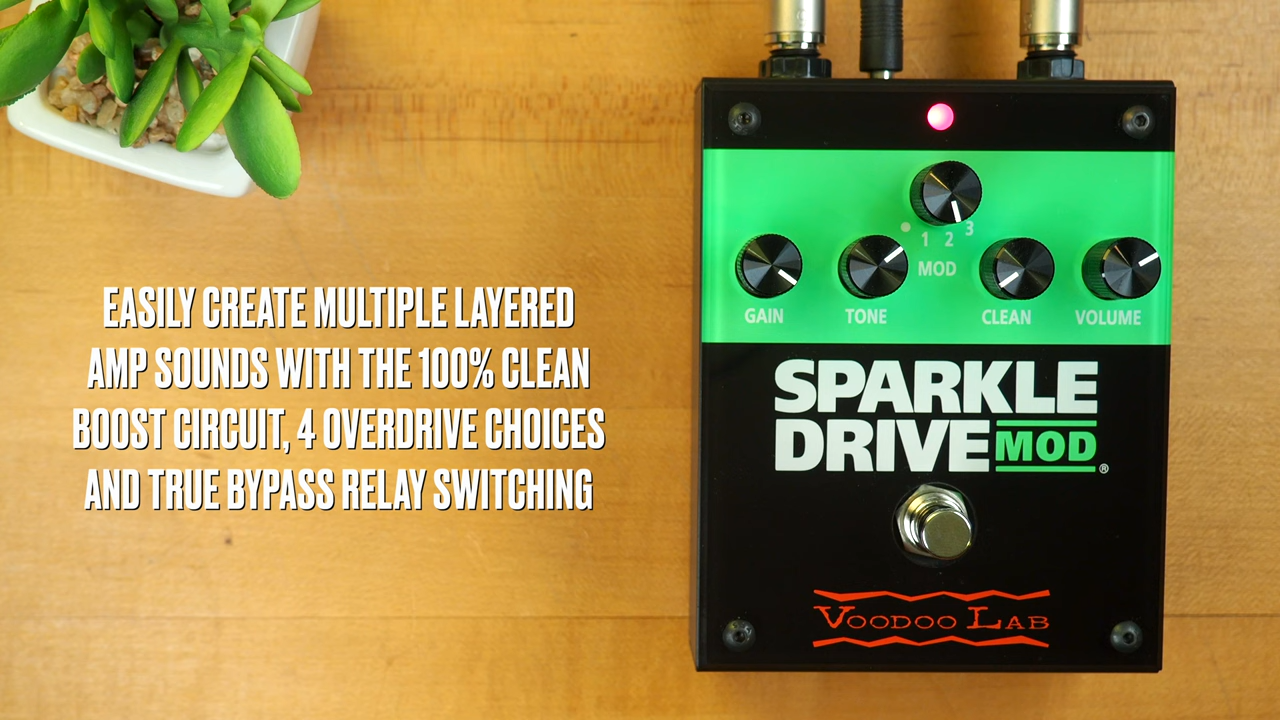 EASILY CREATE MULTIPLE LAYERED
AMP SOUNDS WITH THE 100% CLEAN
BOOST CIRCUIT, 4 OVERDRIVE CHOICES
AND TRUE BYPASS RELAY SWITCHING
1 2 3
MOD
GAIN TONE CLEAN VOLUME
SPARKLE
DRIVE MOD ®
VOODOO LAB